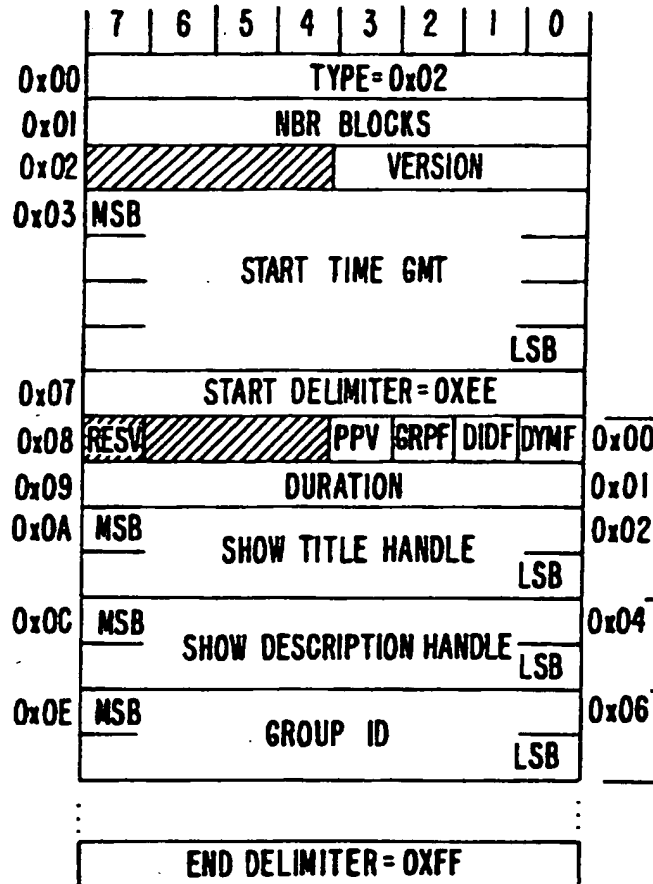 7 6 5 4 3 2 1 0
0x00 TYPE=0x02
0x01 NBR BLOCKS
0x02 VERSION
0x03 MSB
START TIME GMT
LSB
0x07 START DELIMITER=0XEE
0x08 RESV PPV GRPF DIDF DYMF 0x00
0x09 DURATION 0x01
0x0A MSB 0x02
SHOW TITLE HANDLE
LSB
0x0C MSB 0x04
SHOW DESCRIPTION HANDLE
LSB
0x0E MSB 0x06
GROUP ID
LSB
END DELIMITER=0XFF